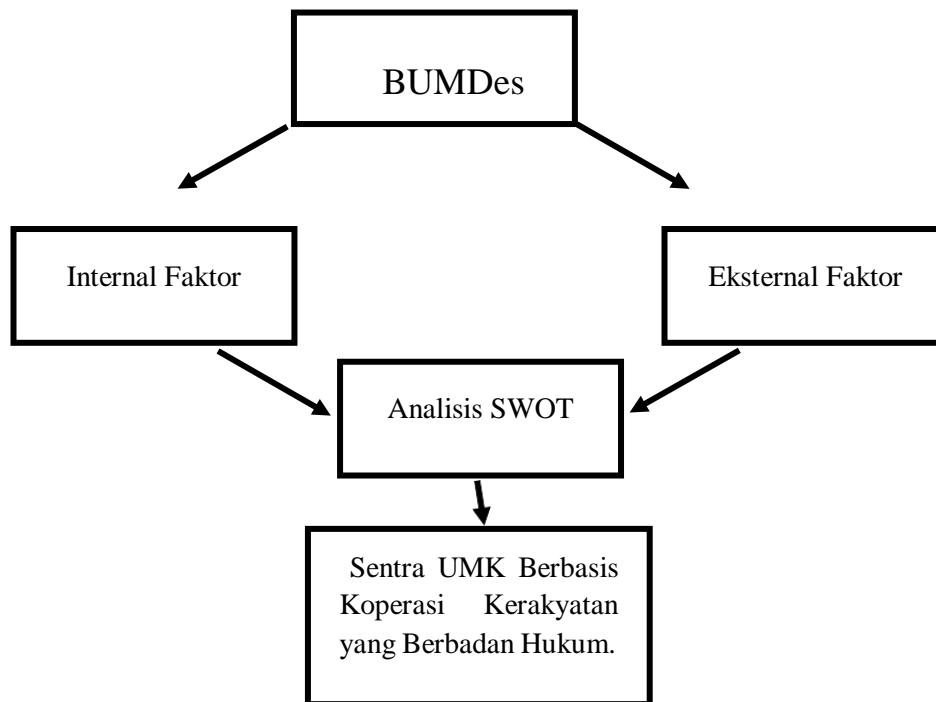 BUMDes
Internal Faktor
Eksternal Faktor
Analisis SWOT
Sentra UMK Berbasis
Koperasi Kerakyatan
yang Berbadan Hukum.